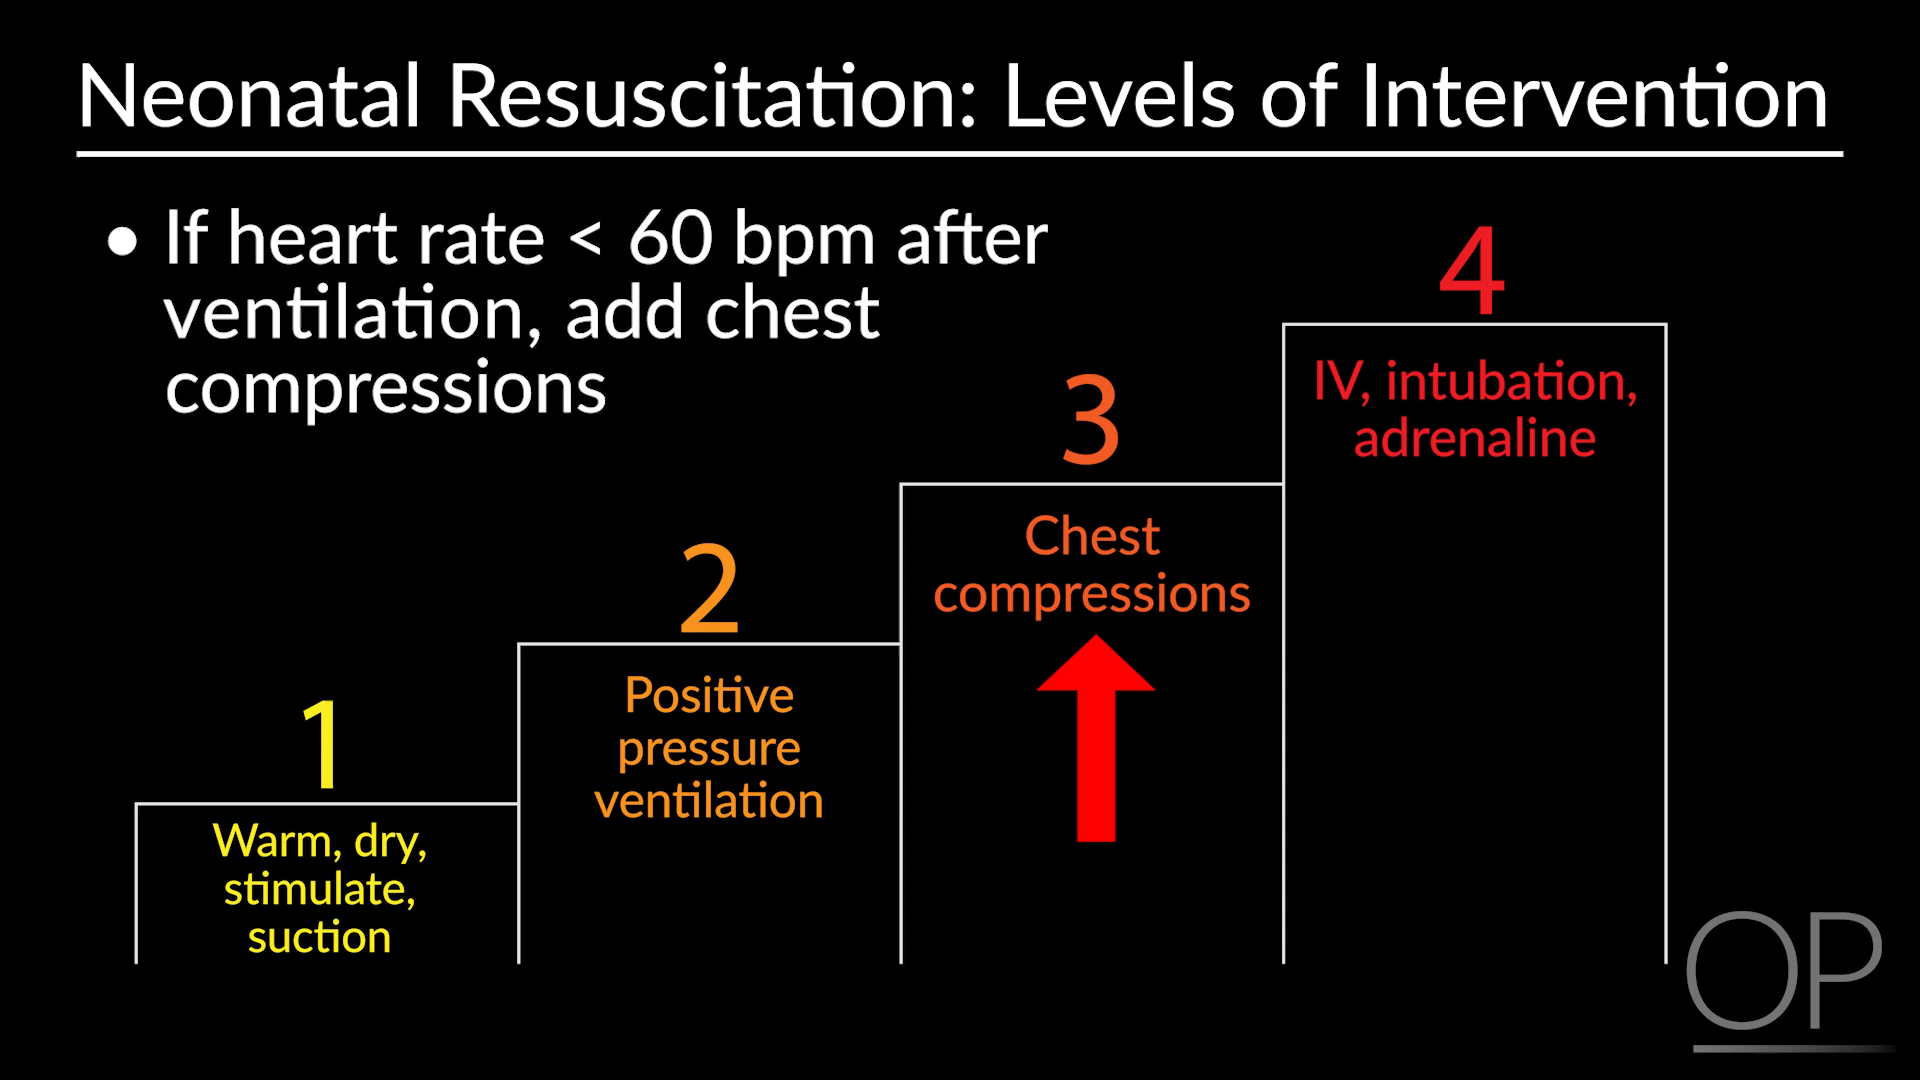 Neonatal Resuscitation: Levels of Intervention
• If heart rate < 60 bpm after
ventilation, add chest
compressions
1
Warm, dry,
stimulate,
suction
2
Positive
pressure
ventilation
3
Chest
compressions
4
IV, intubation,
adrenaline
OP